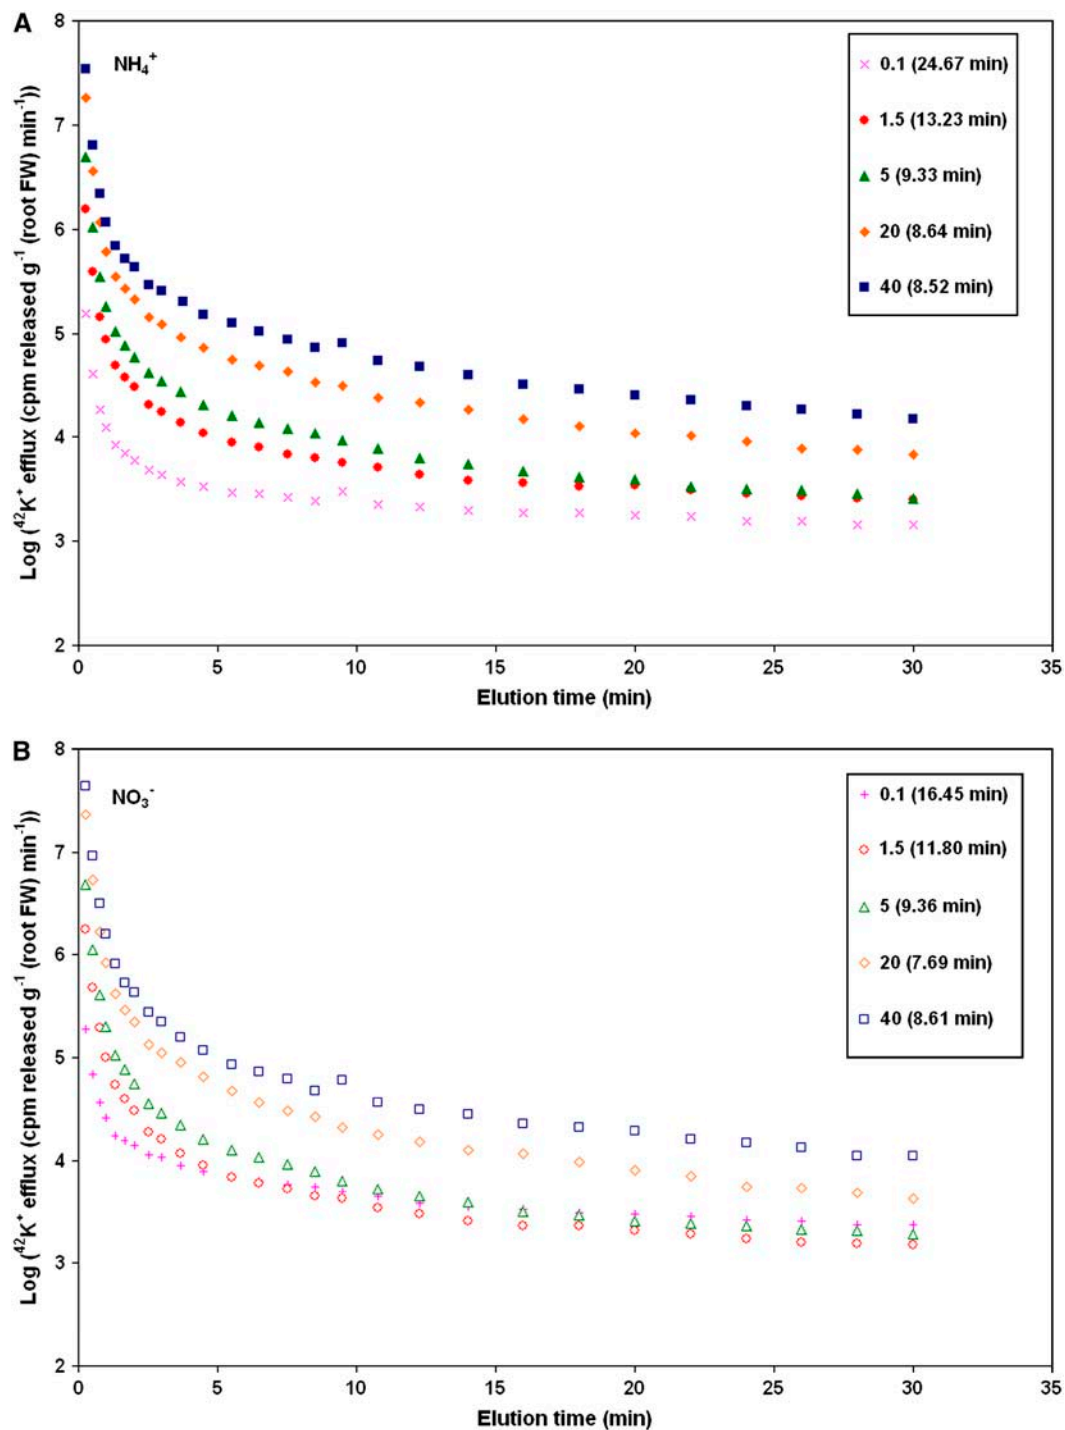 A
8
7
6
5
4
3
2
0 5 10 15 20 25 30 35
NH₄⁺
0.1 (24.67 min)
1.5 (13.23 min)
5 (9.33 min)
20 (8.64 min)
40 (8.52 min)
Log (⁴²K⁺ efflux (cpm released g⁻¹ (root FW) min⁻¹))
Elution time (min)
B
8
7
6
5
4
3
2
0 5 10 15 20 25 30 35
NO₃⁻
0.1 (16.45 min)
1.5 (11.80 min)
5 (9.36 min)
20 (7.69 min)
40 (8.61 min)
Log (⁴²K⁺ efflux (cpm released g⁻¹ (root FW) min⁻¹))
Elution time (min)